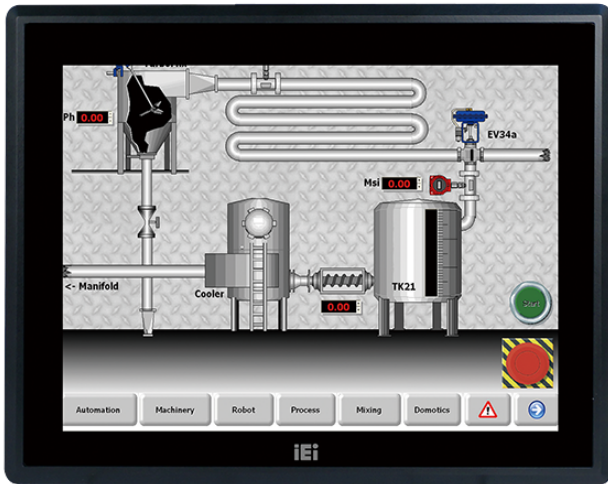 Ph 0.00
EV34a
Msi 0.00
<- Manifold
Cooler
TK21
0.00
Start
Automation Machinery Robot Process Mixing Domotics
iEi